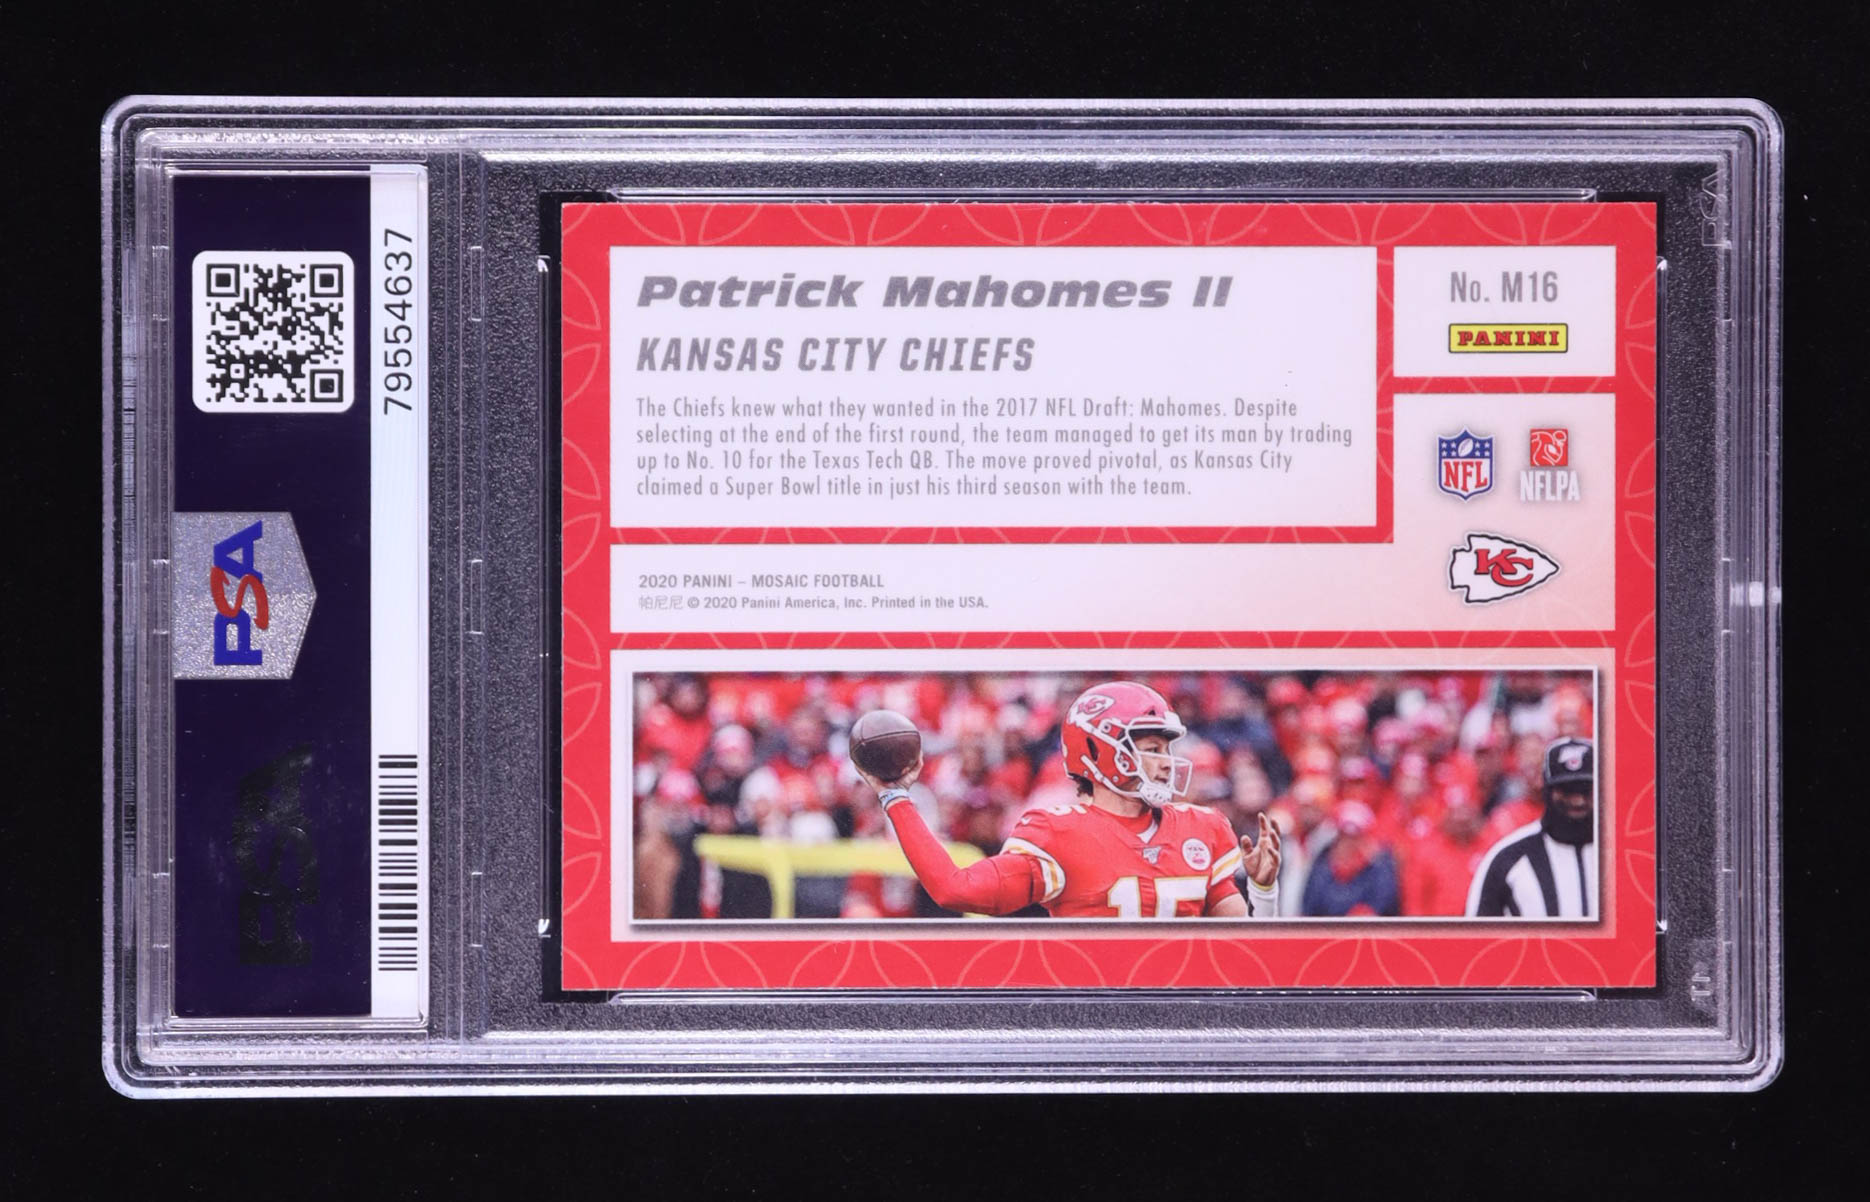 79554637
PSA
PSA
Patrick Mahomes II
KANSAS CITY CHIEFS
The Chiefs knew what they wanted in the 2017 NFL Draft: Mahomes. Despite
selecting at the end of the first round, the team managed to get its man by trading
up to No. 10 for the Texas Tech QB. The move proved pivotal, as Kansas City
claimed a Super Bowl title in just his third season with the team.
No. M16
PANINI
NFL
NFLPA
KC
2020 PANINI – MOSAIC FOOTBALL
帕尼尼 © 2020 Panini America, Inc. Printed in the USA.
KC
15
PSA